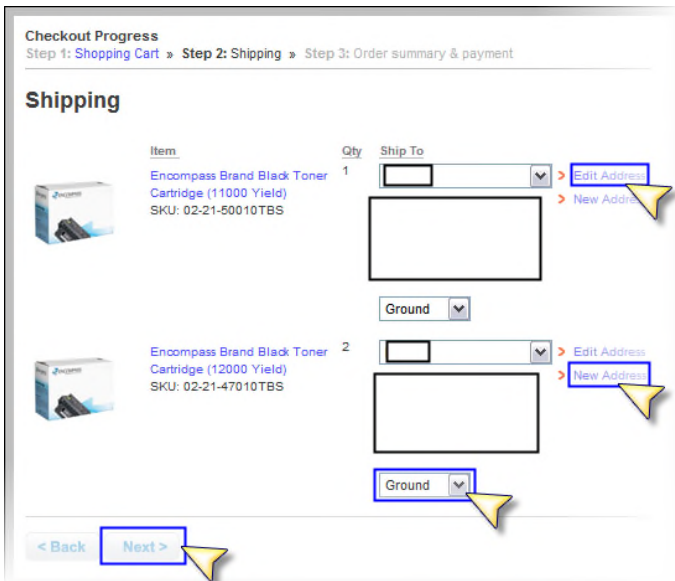 Checkout Progress
Step 1: Shopping Cart » Step 2: Shipping » Step 3: Order summary & payment
Shipping
Item Qty Ship To
Encompass Brand Black Toner Cartridge (11000 Yield)
SKU: 02-21-50010TBS
1
> Edit Address
> New Address
ENCOMPASS
Ground
Encompass Brand Black Toner Cartridge (12000 Yield)
SKU: 02-21-47010TBS
2
> Edit Address
> New Address
ENCOMPASS
Ground
< Back Next >